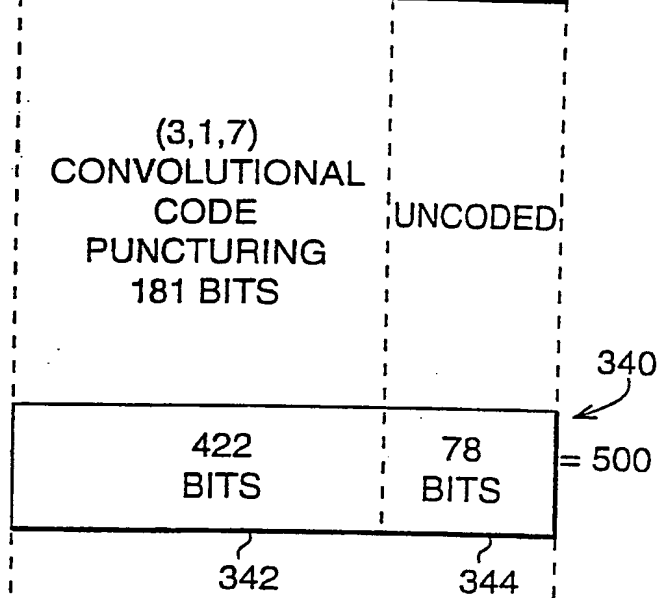 (3,1,7)
CONVOLUTIONAL
CODE
PUNCTURING
181 BITS
UNCODED
340
422
BITS
78
BITS
= 500
342
344